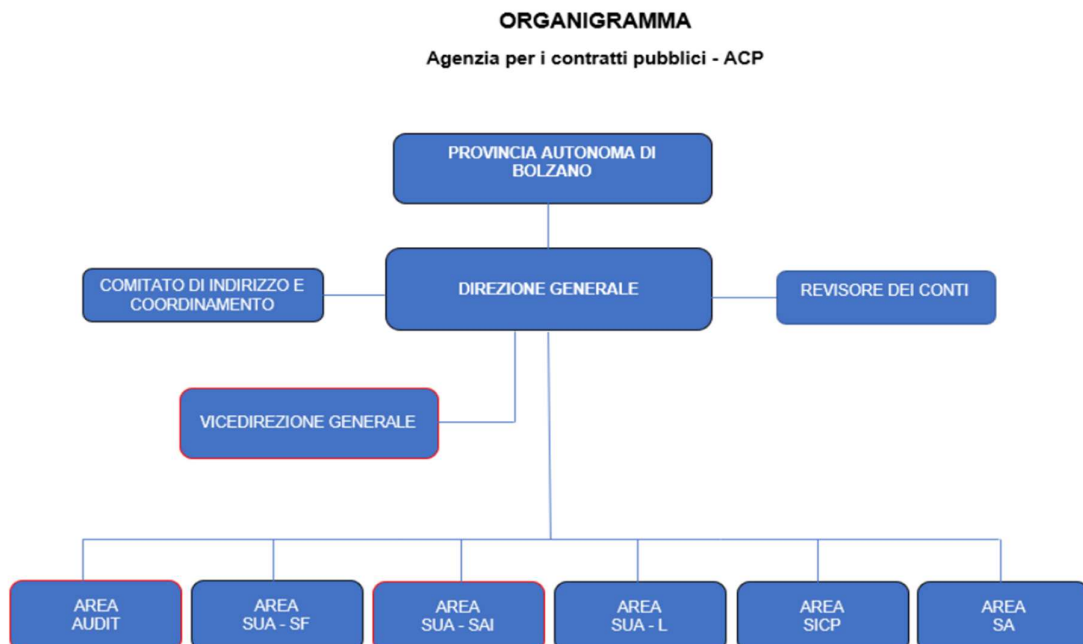 ORGANIGRAMMA
Agenzia per i contratti pubblici - ACP
PROVINCIA AUTONOMA DI
BOLZANO
COMITATO DI INDIRIZZO E
COORDINAMENTO
DIREZIONE GENERALE
REVISORE DEI CONTI
VICEDIREZIONE GENERALE
AREA
AUDIT
AREA
SUA - SF
AREA
SUA - SAI
AREA
SUA - L
AREA
SICP
AREA
SA